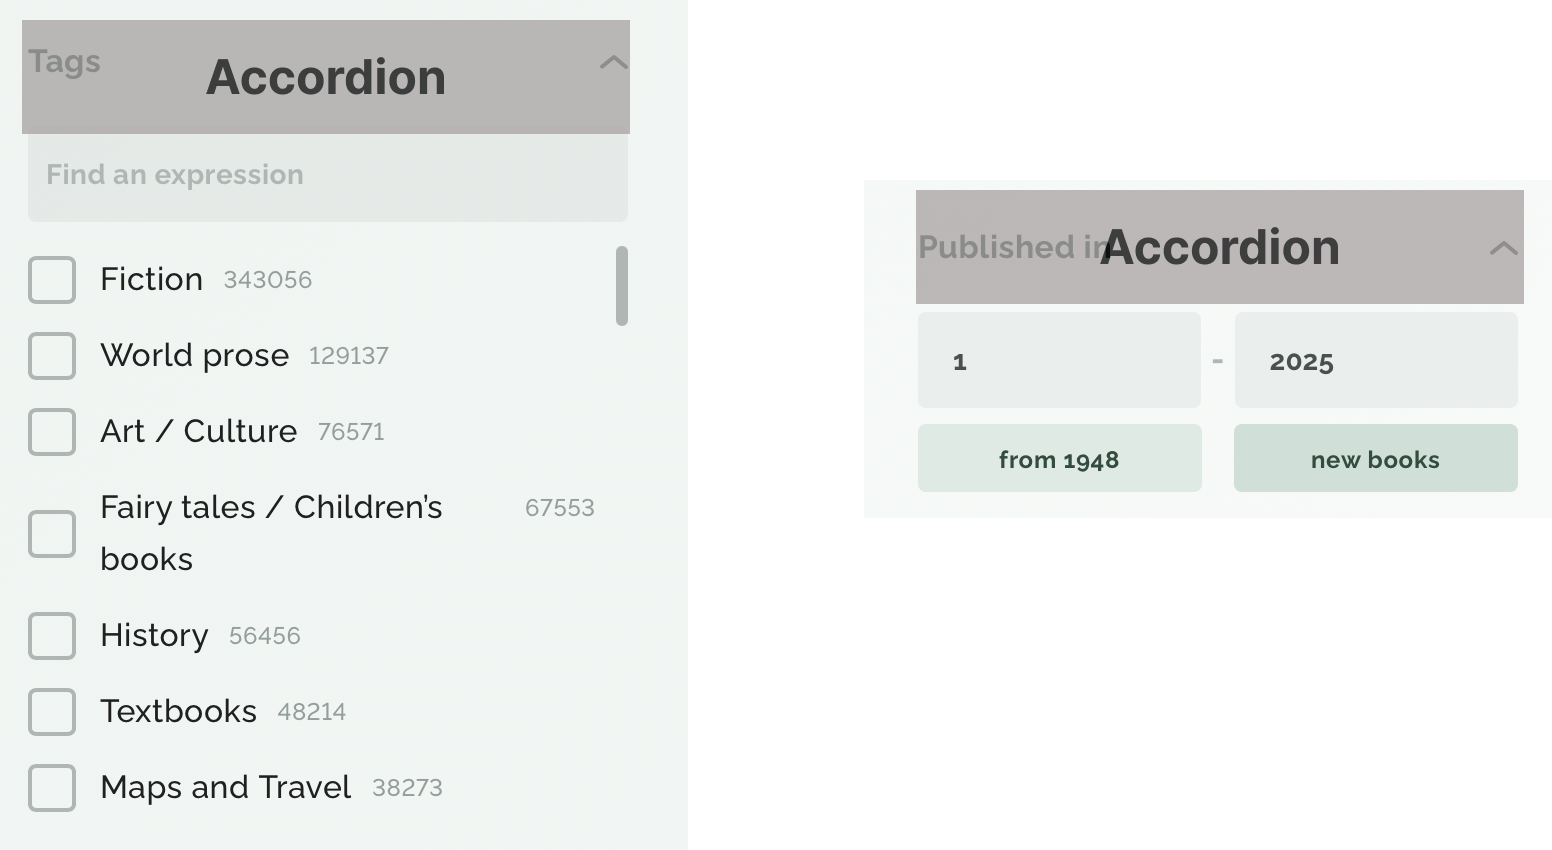 Tags
Accordion
Find an expression
Fiction 343056
World prose 129137
Art / Culture 76571
Fairy tales / Children’s 67553
books
History 56456
Textbooks 48214
Maps and Travel 38273
Published in
Accordion
1 - 2025
from 1948
new books